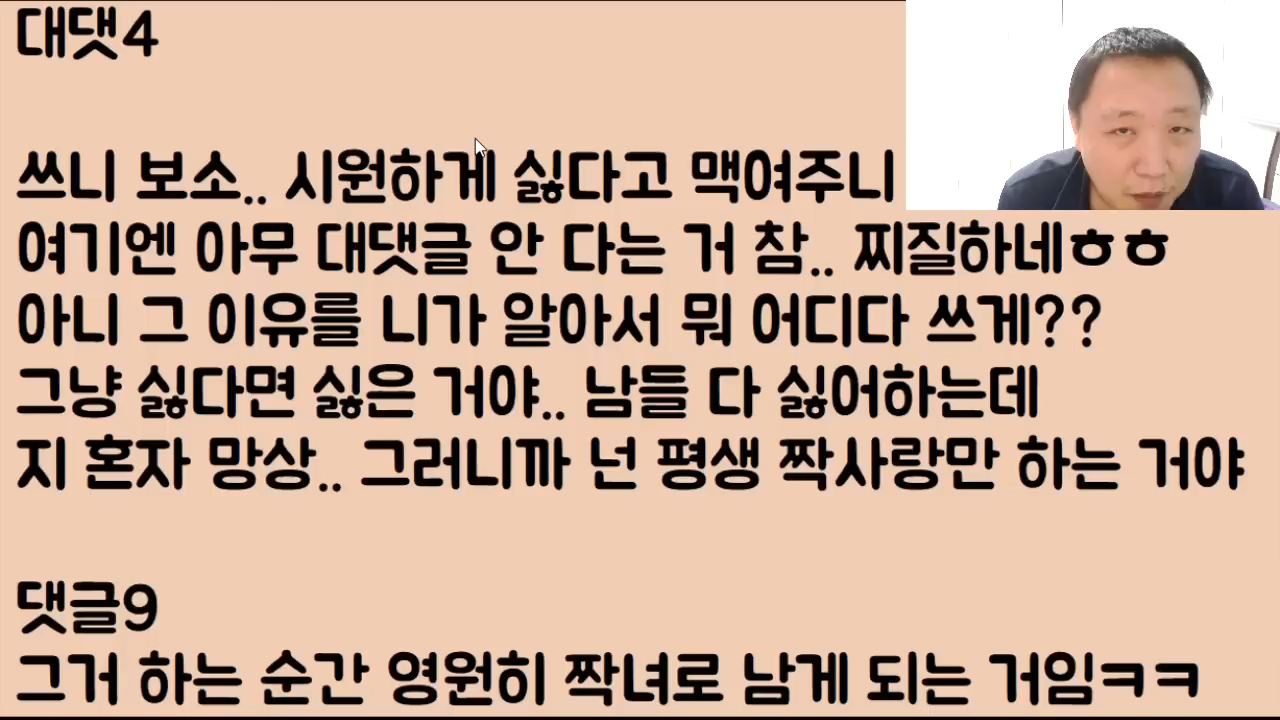 대댓4
쓰니 보소.. 시원하게 싫다고 맥여주니
여기엔 아무 대댓글 안 다는 거 참.. 찌질하네ㅎㅎ
아니 그 이유를 니가 알아서 뭐 어디다 쓰게??
그냥 싫다면 싫은 거야.. 남들 다 싫어하는데
지 혼자 망상.. 그러니까 넌 평생 짝사랑만 하는 거야
댓글9
그거 하는 순간 영원히 짝녀로 남게 되는 거임ㅋㅋ